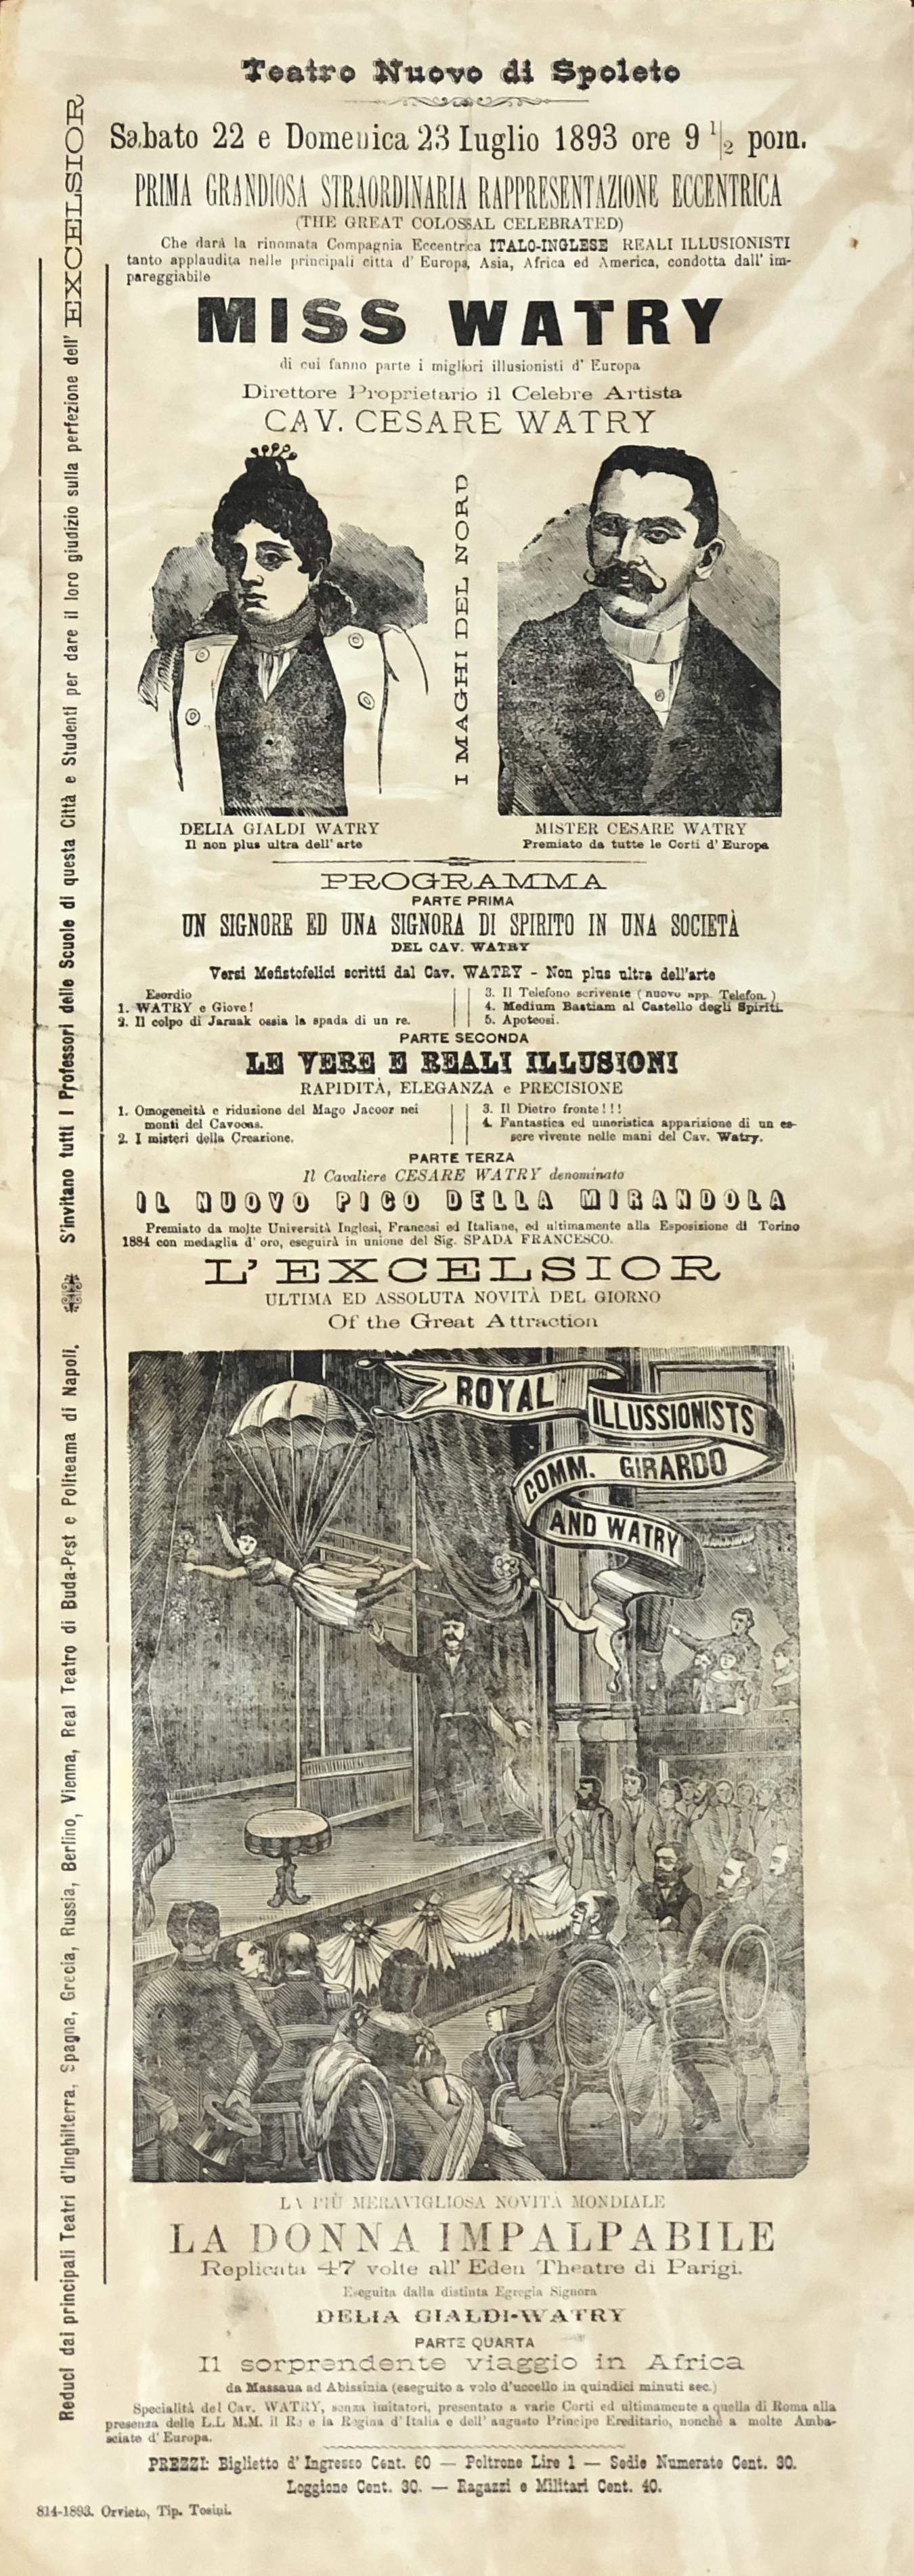 Teatro Nuovo di Spoleto
Sabato 22 e Domenica 23 Luglio 1893 ore 9 1/2 pom.
PRIMA GRANDIOSA STRAORDINARIA RAPPRESENTAZIONE ECCENTRICA
(THE GREAT COLOSSAL CELEBRATED)
Che darà la rinomata Compagnia Eccentrica ITALO-INGLESE REALI ILLUSIONISTI
tanto applaudita nelle principali citta d' Europa, Asia, Africa ed America, condotta dall' im-
pareggiabile
MISS WATRY
di cui fanno parte i migliori illusionisti d' Europa
Direttore Proprietario il Celebre Artista
CAV. CESARE WATRY
I MAGHI DEL NORD
DELIA GIALDI WATRY
Il non plus ultra dell' arte
MISTER CESARE WATRY
Premiato da tutte le Corti d' Europa
PROGRAMMA
PARTE PRIMA
UN SIGNORE ED UNA SIGNORA DI SPIRITO IN UNA SOCIETÀ
DEL CAV. WATRY
Versi Mefistofelici scritti dal Cav. WATRY - Non plus ultra dell'arte
Esordio
1. WATRY e Giove!
2. Il colpo di Jarnak ossia la spada di un re.
3. Il Telefono scrivente (nuovo app. Telefon.)
4. Medium Bastiam al Castello degli Spiriti.
5. Apoteosi.
PARTE SECONDA
LE VERE E REALI ILLUSIONI
RAPIDITÀ, ELEGANZA e PRECISIONE
1. Omogeneità e riduzione del Mago Jacoor nei
monti del Cavocas.
2. I misteri della Creazione.
3. Il Dietro fronte!!!
4. Fantastica ed umoristica apparizione di un es-
sere vivente nelle mani del Cav. Watry.
PARTE TERZA
Il Cavaliere CESARE WATRY denominato
IL NUOVO PICO DELLA MIRANDOLA
Premiato da molte Università Inglesi, Francesi ed Italiane, ed ultimamente alla Esposizione di Torino
1884 con medaglia d' oro, eseguirà in unione del Sig. SPADA FRANCESCO.
L'EXCELSIOR
ULTIMA ED ASSOLUTA NOVITÀ DEL GIORNO
Of the Great Attraction
ROYAL
ILLUSSIONISTS
COMM. GIRARDO
AND WATRY
LA PIÙ MERAVIGLIOSA NOVITÀ MONDIALE
LA DONNA IMPALPABILE
Replicata 47 volte all' Eden Theatre di Parigi.
Eseguita dalla distinta Egregia Signora
DELIA GIALDI-WATRY
PARTE QUARTA
Il sorprendente viaggio in Africa
da Massaua ad Abissinia (eseguito a volo d'uccello in quindici minuti sec.)
Specialità del Cav. WATRY, senza imitatori, presentato a varie Corti ed ultimamente a quella di Roma alla
presenza delle L.L M.M. il Re e la Regina d' Italia e dell' augusto Principe Ereditario, nonchè a molte Amba-
sciate d' Europa.
PREZZI: Biglietto d' Ingresso Cent. 60 — Poltrone Lire 1 — Sedie Numerate Cent. 30.
Loggione Cent. 30. — Ragazzi e Militari Cent. 40.
814-1893. Orvieto, Tip. Tosini.
Reduci dai principali Teatri d'Inghilterra, Spagna, Grecia, Russia, Berlino, Vienna, Real Teatro di Buda-Pest e Politeama di Napoli.
S'invitano tutti i Professori delle Scuole di questa Città e Studenti per dare il loro giudizio sulla perfezione dell' EXCELSIOR